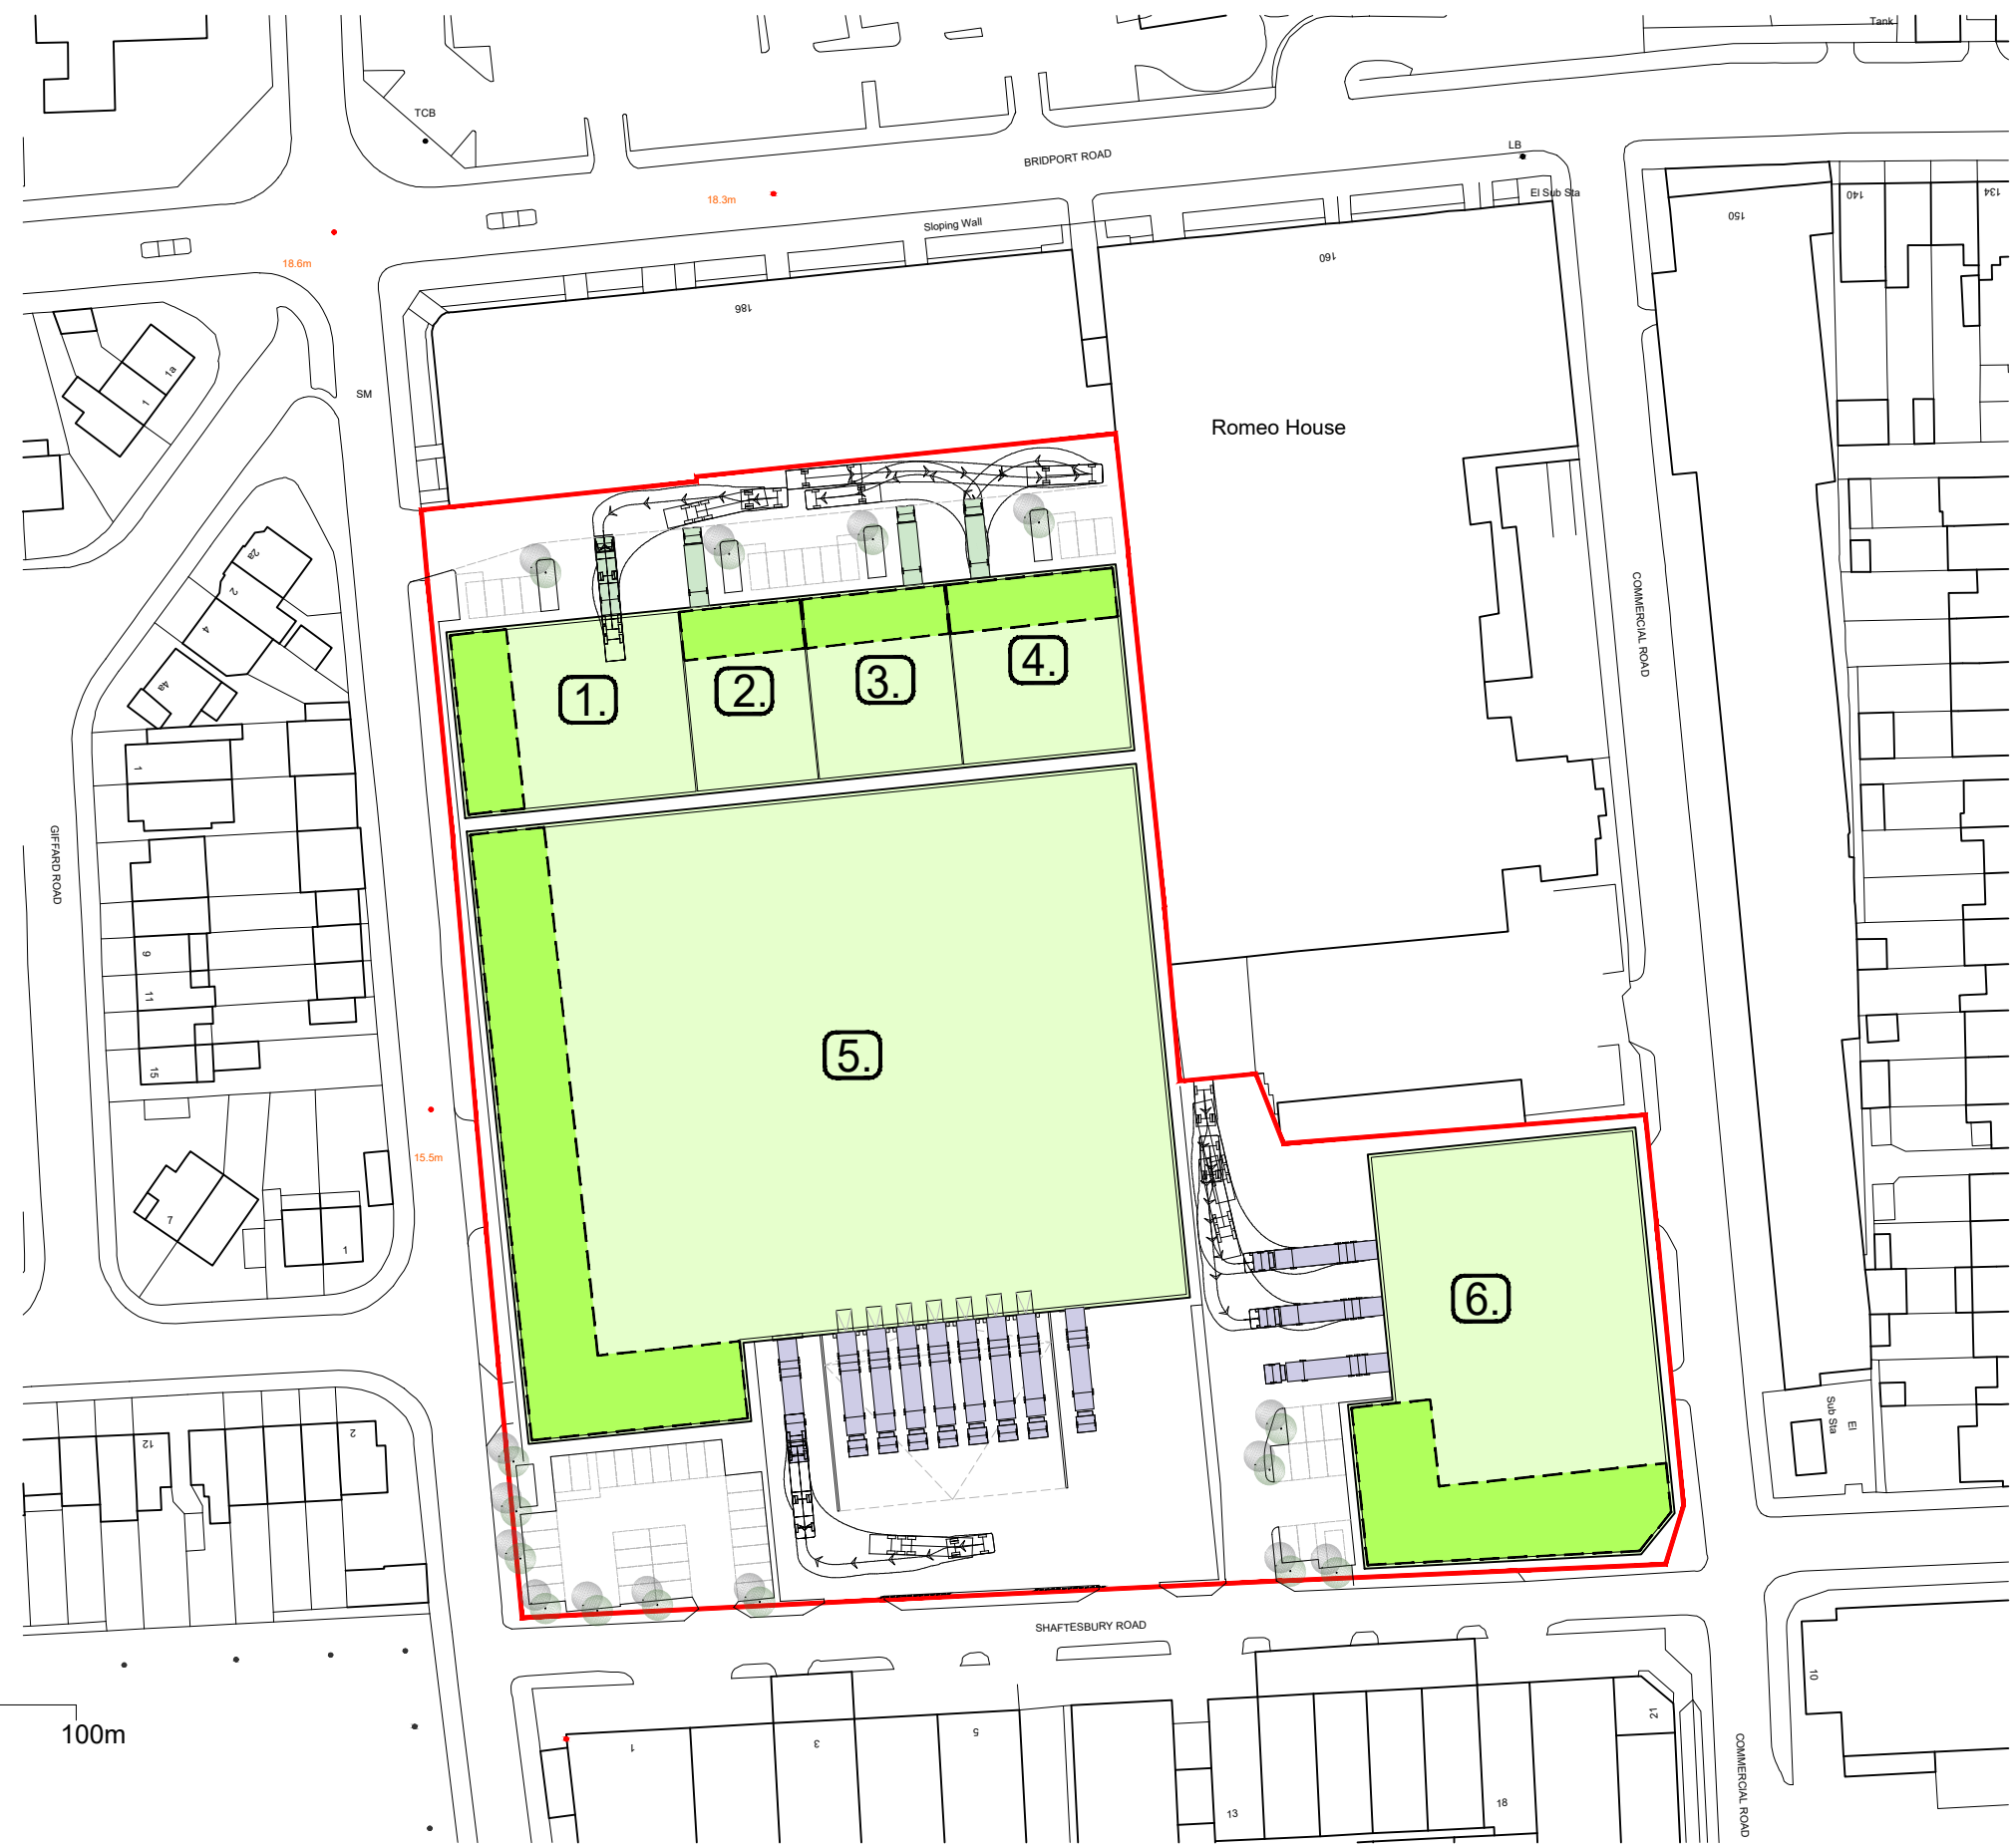 Tank
TCB
BRIDPORT ROAD
LB
El Sub Sta
18.3m
Sloping Wall
150
140
134
18.6m
160
186
1a
1
SM
Romeo House
2a
2
4
4a
COMMERCIAL ROAD
1.
2.
3.
4.
1
GIFFARD ROAD
9
11
15
5.
15.5m
7
1
6.
12
2
El
Sub Sta
SHAFTESBURY ROAD
10
100m
1
3
5
21
13
18
COMMERCIAL ROAD